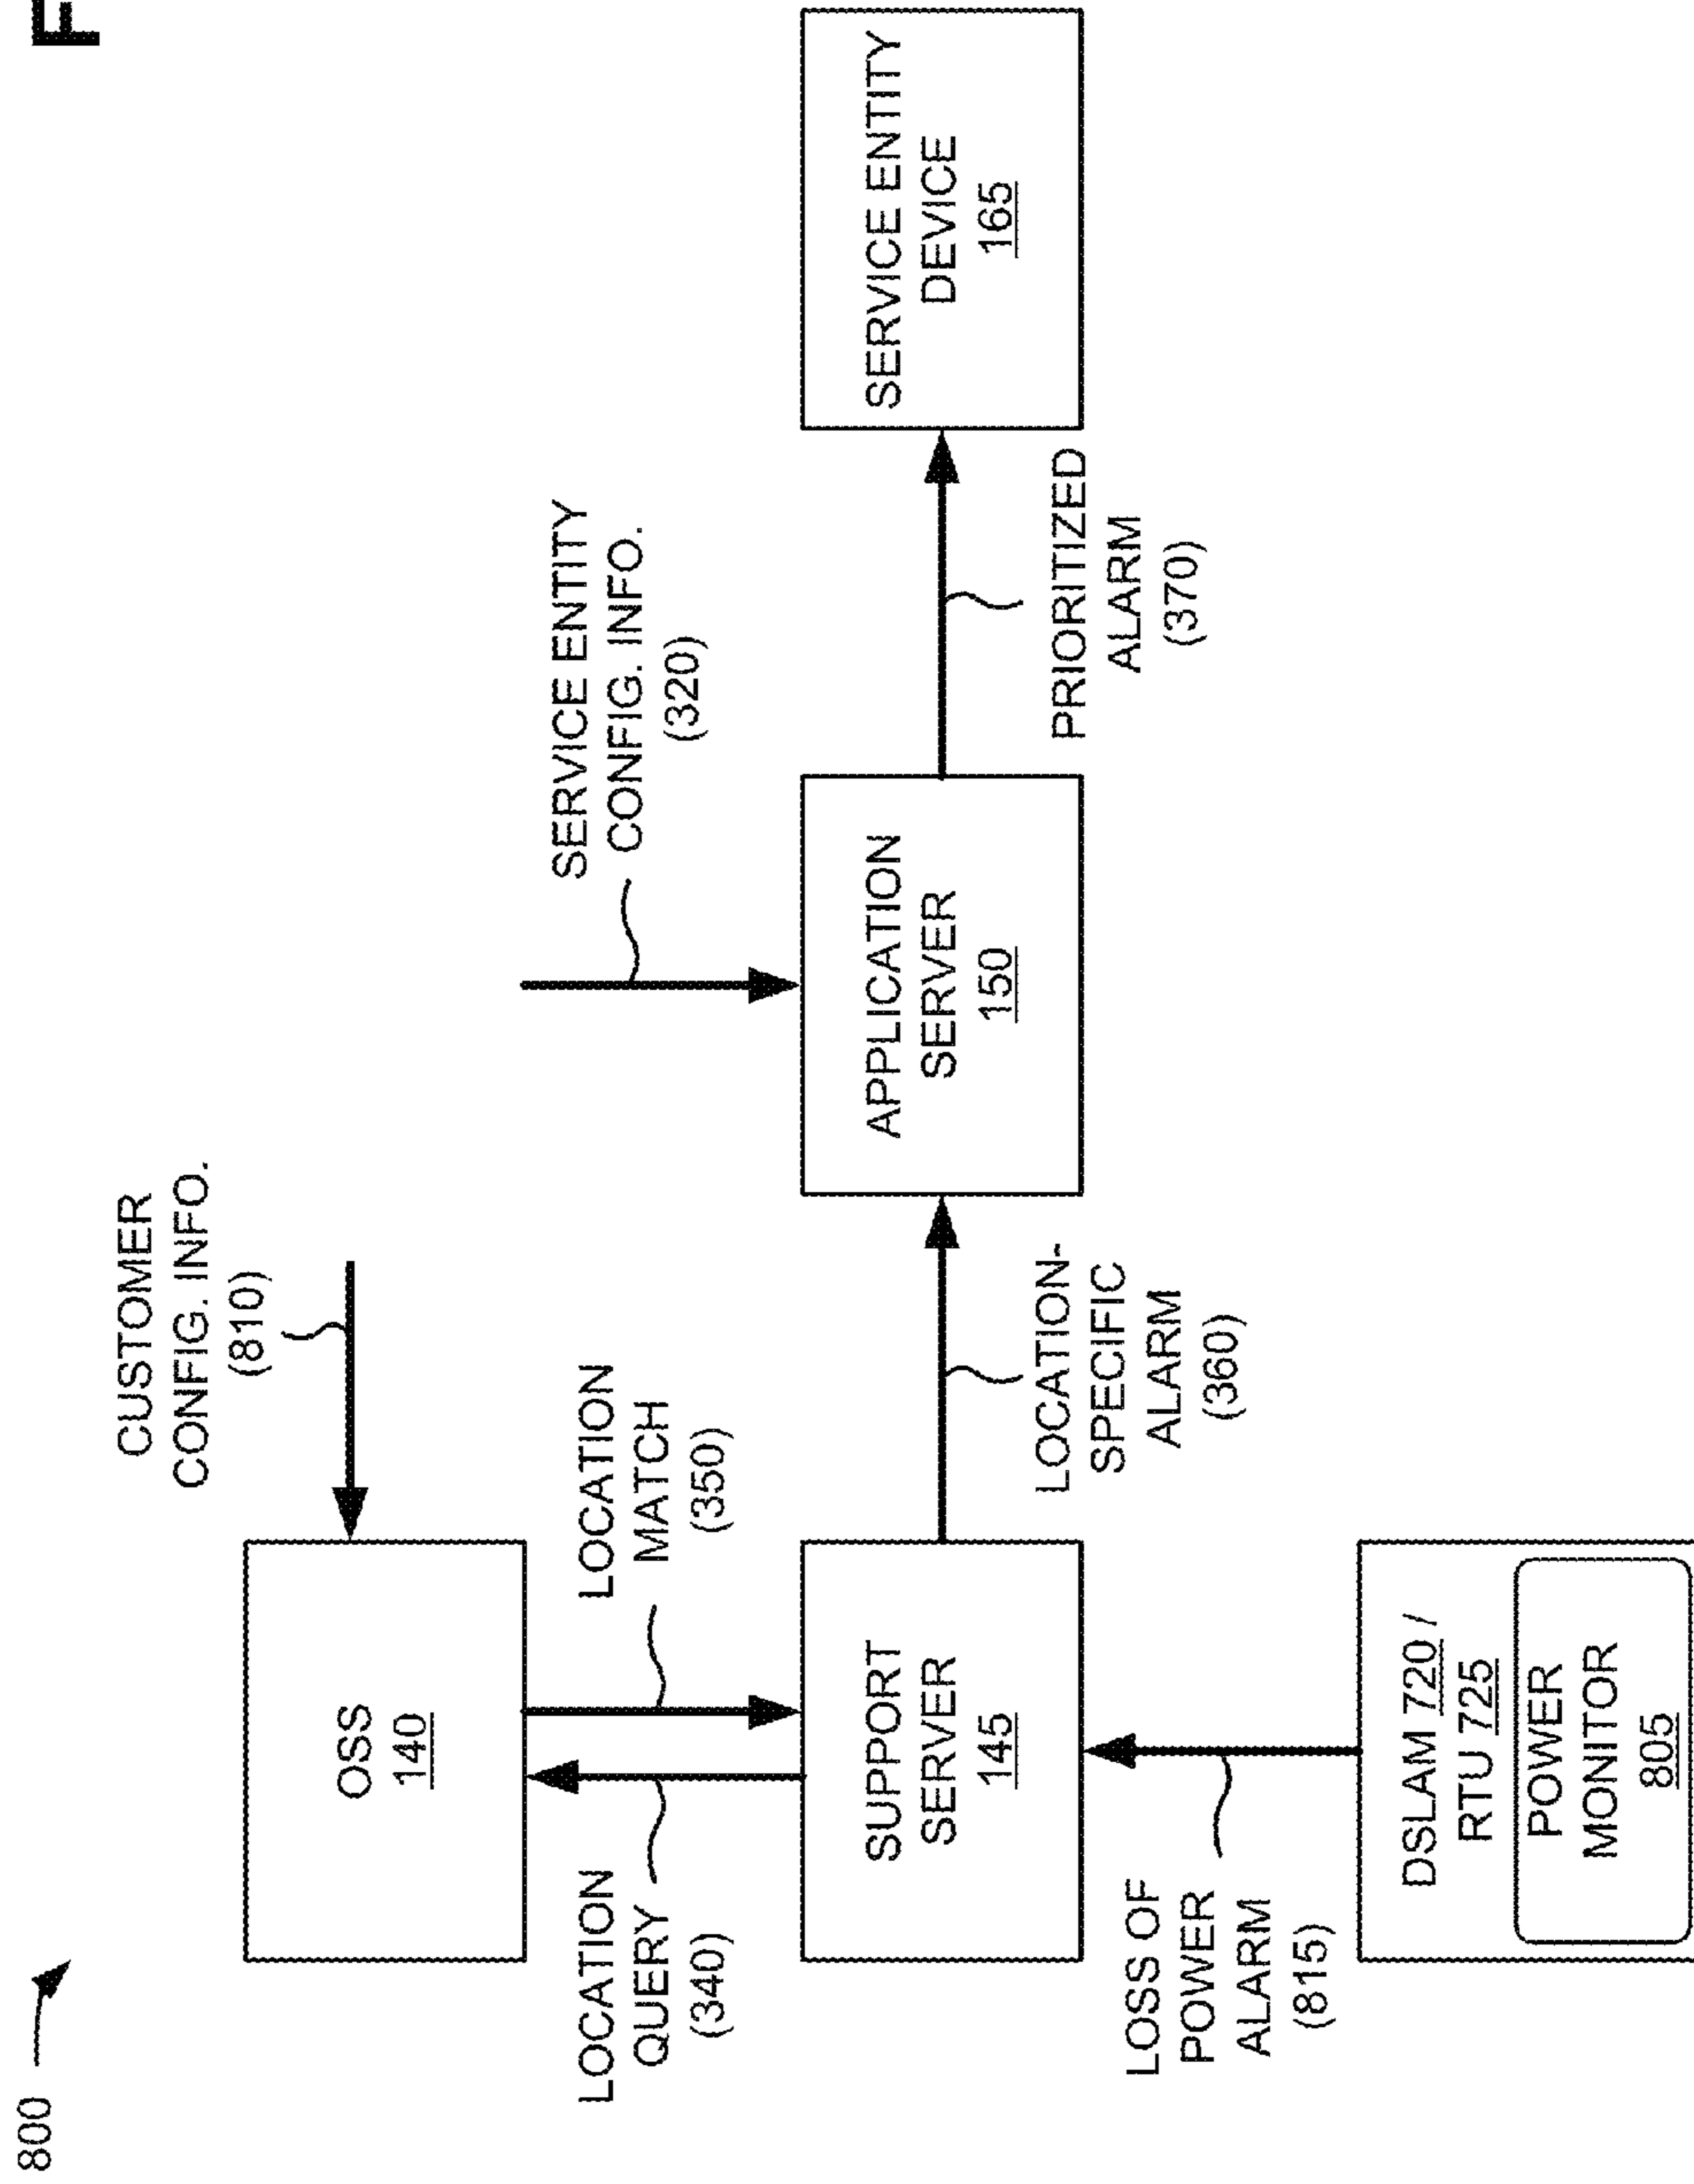 F
800
CUSTOMER
CONFIG. INFO.
(810)
OSS
140
LOCATION
QUERY
(340)
LOCATION
MATCH
(350)
SERVICE ENTITY
CONFIG. INFO.
(320)
SUPPORT
SERVER
145
APPLICATION
SERVER
150
SERVICE ENTITY
DEVICE
165
LOCATION-
SPECIFIC
ALARM
(360)
PRIORITIZED
ALARM
(370)
LOSS OF
POWER
ALARM
(815)
DSLAM 720 /
RTU 725
POWER
MONITOR
805